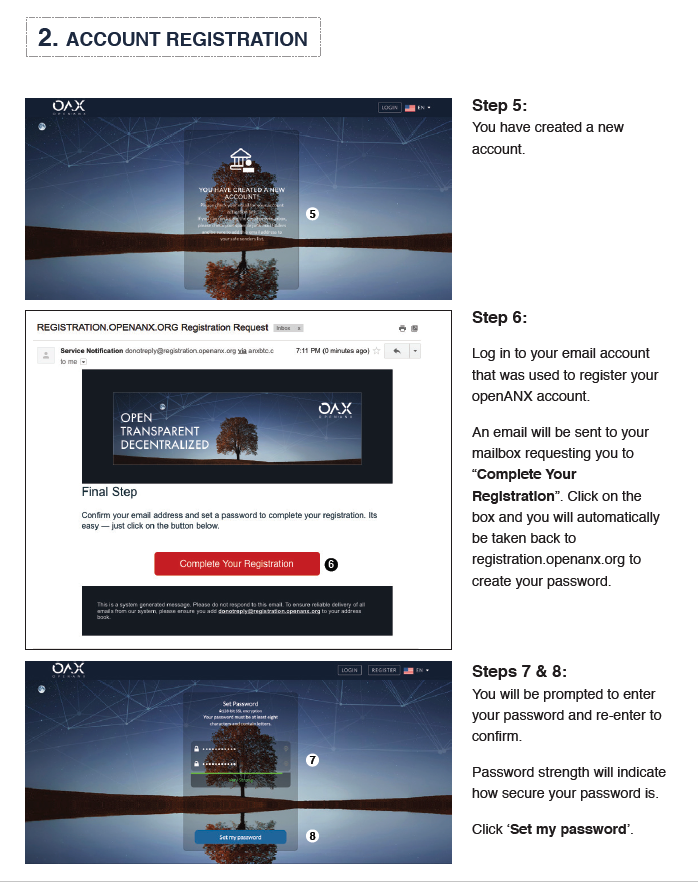 2. ACCOUNT REGISTRATION
OAX
OPENANX
LOGIN
EN
YOU HAVE CREATED A NEW
ACCOUNT!
5
Step 5:
You have created a new
account.
REGISTRATION.OPENANX.ORG Registration Request
Inbox x
Service Notification donotreply@registration.openanx.org via anxbtc.c
7:11 PM (0 minutes ago)
to me
OPEN
TRANSPARENT
DECENTRALIZED
OAX
OPENANX
Final Step
Confirm your email address and set a password to complete your registration. Its
easy — just click on the button below.
Complete Your Registration
6
This is a system generated message. Please do not respond to this email. To ensure reliable delivery of all
emails from our system, please ensure you add donotreply@registration.openanx.org to your address
book.
Step 6:
Log in to your email account
that was used to register your
openANX account.
An email will be sent to your
mailbox requesting you to
“Complete Your
Registration”. Click on the
box and you will automatically
be taken back to
registration.openanx.org to
create your password.
OAX
OPENANX
LOGIN
REGISTER
EN
Set Password
128 Bit SSL encryption
Your password must be at least eight
characters and contain letters.
7
Set my password
8
Steps 7 & 8:
You will be prompted to enter
your password and re-enter to
confirm.
Password strength will indicate
how secure your password is.
Click ‘Set my password’.